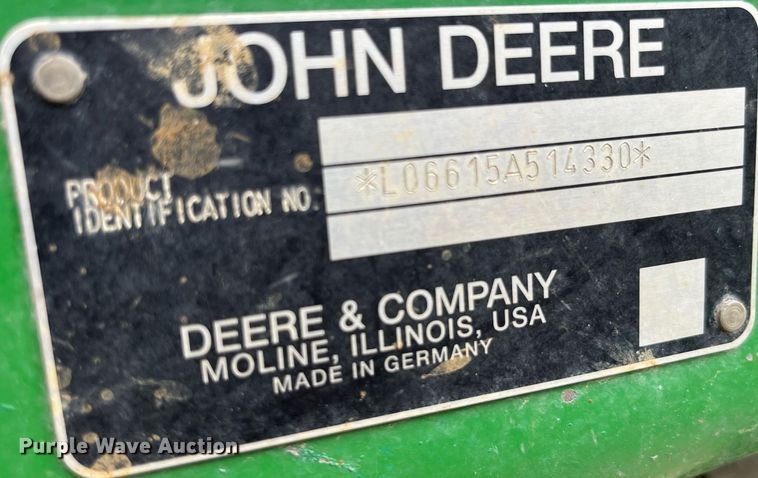 JOHN DEERE
PRODUCT
IDENTIFICATION NO.
*L06615A514330*
DEERE & COMPANY
MOLINE, ILLINOIS, USA
MADE IN GERMANY
Purple Wave Auction